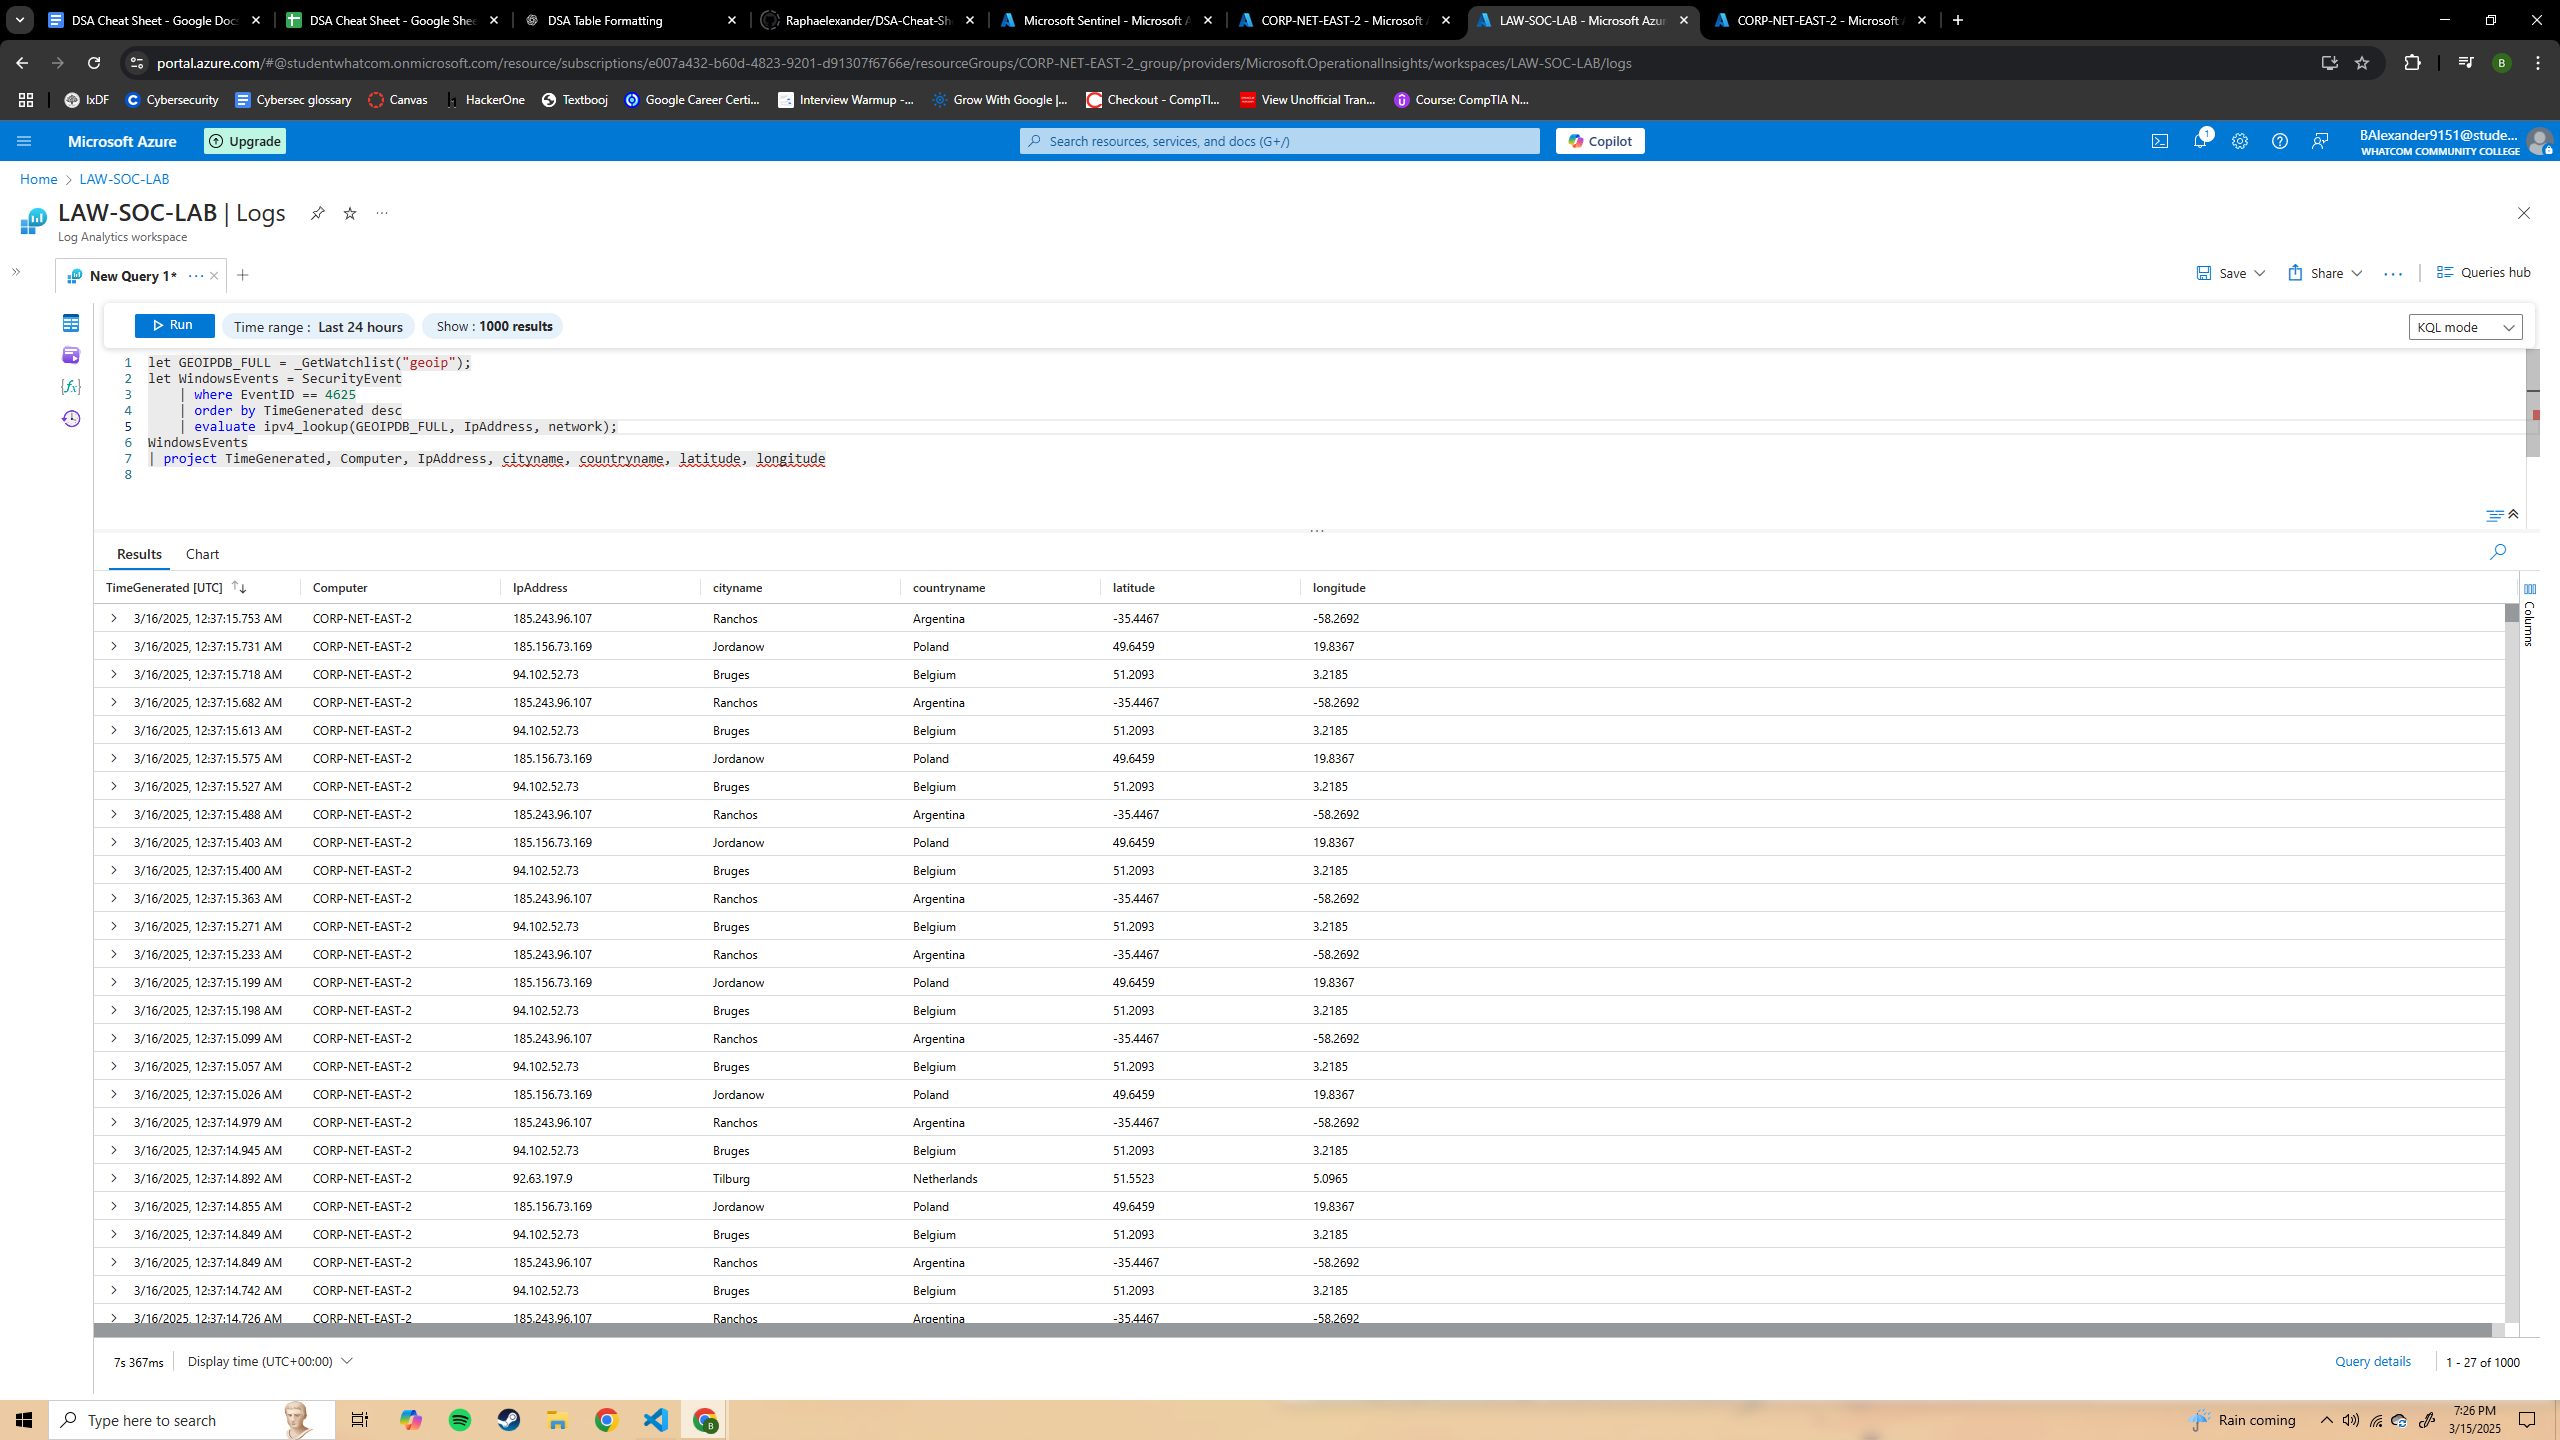 DSA Cheat Sheet - Google Docs
DSA Cheat Sheet - Google Shee
DSA Table Formatting
Raphaelexander/DSA-Cheat-Sh
Microsoft Sentinel - Microsoft A
CORP-NET-EAST-2 - Microsoft A
LAW-SOC-LAB - Microsoft Azur
CORP-NET-EAST-2 - Microsoft A
portal.azure.com/#@studentwhatcom.onmicrosoft.com/resource/subscriptions/e007a432-b60d-4823-9201-d91307f6766e/resourceGroups/CORP-NET-EAST-2_group/providers/Microsoft.OperationalInsights/workspaces/LAW-SOC-LAB/logs
B
IxDF Cybersecurity Cybersec glossary Canvas HackerOne Textbooj Google Career Certi... Interview Warmup -... Grow With Google |... Checkout - CompTI... View Unofficial Tran... Course: CompTIA N...
Microsoft Azure
Upgrade
Search resources, services, and docs (G+/)
Copilot
1
BAlexander9151@stude...
WHATCOM COMMUNITY COLLEGE
Home > LAW-SOC-LAB
LAW-SOC-LAB | Logs
Log Analytics workspace
New Query 1*
Save
Share
Queries hub
Run
Time range : Last 24 hours
Show : 1000 results
KQL mode
1 let GEOIPDB_FULL = _GetWatchlist("geoip");
2 let WindowsEvents = SecurityEvent
3 | where EventID == 4625
4 | order by TimeGenerated desc
5 | evaluate ipv4_lookup(GEOIPDB_FULL, IpAddress, network);
6 WindowsEvents
7 | project TimeGenerated, Computer, IpAddress, cityname, countryname, latitude, longitude
8
Results Chart
TimeGenerated [UTC] Computer IpAddress cityname countryname latitude longitude
Columns
3/16/2025, 12:37:15.753 AM CORP-NET-EAST-2 185.243.96.107 Ranchos Argentina -35.4467 -58.2692
3/16/2025, 12:37:15.731 AM CORP-NET-EAST-2 185.156.73.169 Jordanow Poland 49.6459 19.8367
3/16/2025, 12:37:15.718 AM CORP-NET-EAST-2 94.102.52.73 Bruges Belgium 51.2093 3.2185
3/16/2025, 12:37:15.682 AM CORP-NET-EAST-2 185.243.96.107 Ranchos Argentina -35.4467 -58.2692
3/16/2025, 12:37:15.613 AM CORP-NET-EAST-2 94.102.52.73 Bruges Belgium 51.2093 3.2185
3/16/2025, 12:37:15.575 AM CORP-NET-EAST-2 185.156.73.169 Jordanow Poland 49.6459 19.8367
3/16/2025, 12:37:15.527 AM CORP-NET-EAST-2 94.102.52.73 Bruges Belgium 51.2093 3.2185
3/16/2025, 12:37:15.488 AM CORP-NET-EAST-2 185.243.96.107 Ranchos Argentina -35.4467 -58.2692
3/16/2025, 12:37:15.403 AM CORP-NET-EAST-2 185.156.73.169 Jordanow Poland 49.6459 19.8367
3/16/2025, 12:37:15.400 AM CORP-NET-EAST-2 94.102.52.73 Bruges Belgium 51.2093 3.2185
3/16/2025, 12:37:15.363 AM CORP-NET-EAST-2 185.243.96.107 Ranchos Argentina -35.4467 -58.2692
3/16/2025, 12:37:15.271 AM CORP-NET-EAST-2 94.102.52.73 Bruges Belgium 51.2093 3.2185
3/16/2025, 12:37:15.233 AM CORP-NET-EAST-2 185.243.96.107 Ranchos Argentina -35.4467 -58.2692
3/16/2025, 12:37:15.199 AM CORP-NET-EAST-2 185.156.73.169 Jordanow Poland 49.6459 19.8367
3/16/2025, 12:37:15.198 AM CORP-NET-EAST-2 94.102.52.73 Bruges Belgium 51.2093 3.2185
3/16/2025, 12:37:15.099 AM CORP-NET-EAST-2 185.243.96.107 Ranchos Argentina -35.4467 -58.2692
3/16/2025, 12:37:15.057 AM CORP-NET-EAST-2 94.102.52.73 Bruges Belgium 51.2093 3.2185
3/16/2025, 12:37:15.026 AM CORP-NET-EAST-2 185.156.73.169 Jordanow Poland 49.6459 19.8367
3/16/2025, 12:37:14.979 AM CORP-NET-EAST-2 185.243.96.107 Ranchos Argentina -35.4467 -58.2692
3/16/2025, 12:37:14.945 AM CORP-NET-EAST-2 94.102.52.73 Bruges Belgium 51.2093 3.2185
3/16/2025, 12:37:14.892 AM CORP-NET-EAST-2 92.63.197.9 Tilburg Netherlands 51.5523 5.0965
3/16/2025, 12:37:14.855 AM CORP-NET-EAST-2 185.156.73.169 Jordanow Poland 49.6459 19.8367
3/16/2025, 12:37:14.849 AM CORP-NET-EAST-2 94.102.52.73 Bruges Belgium 51.2093 3.2185
3/16/2025, 12:37:14.849 AM CORP-NET-EAST-2 185.243.96.107 Ranchos Argentina -35.4467 -58.2692
3/16/2025, 12:37:14.742 AM CORP-NET-EAST-2 94.102.52.73 Bruges Belgium 51.2093 3.2185
3/16/2025, 12:37:14.726 AM CORP-NET-EAST-2 185.243.96.107 Ranchos Argentina -35.4467 -58.2692
7s 367ms
Display time (UTC+00:00)
Query details
1 - 27 of 1000
Type here to search
B
Rain coming
7:26 PM
3/15/2025